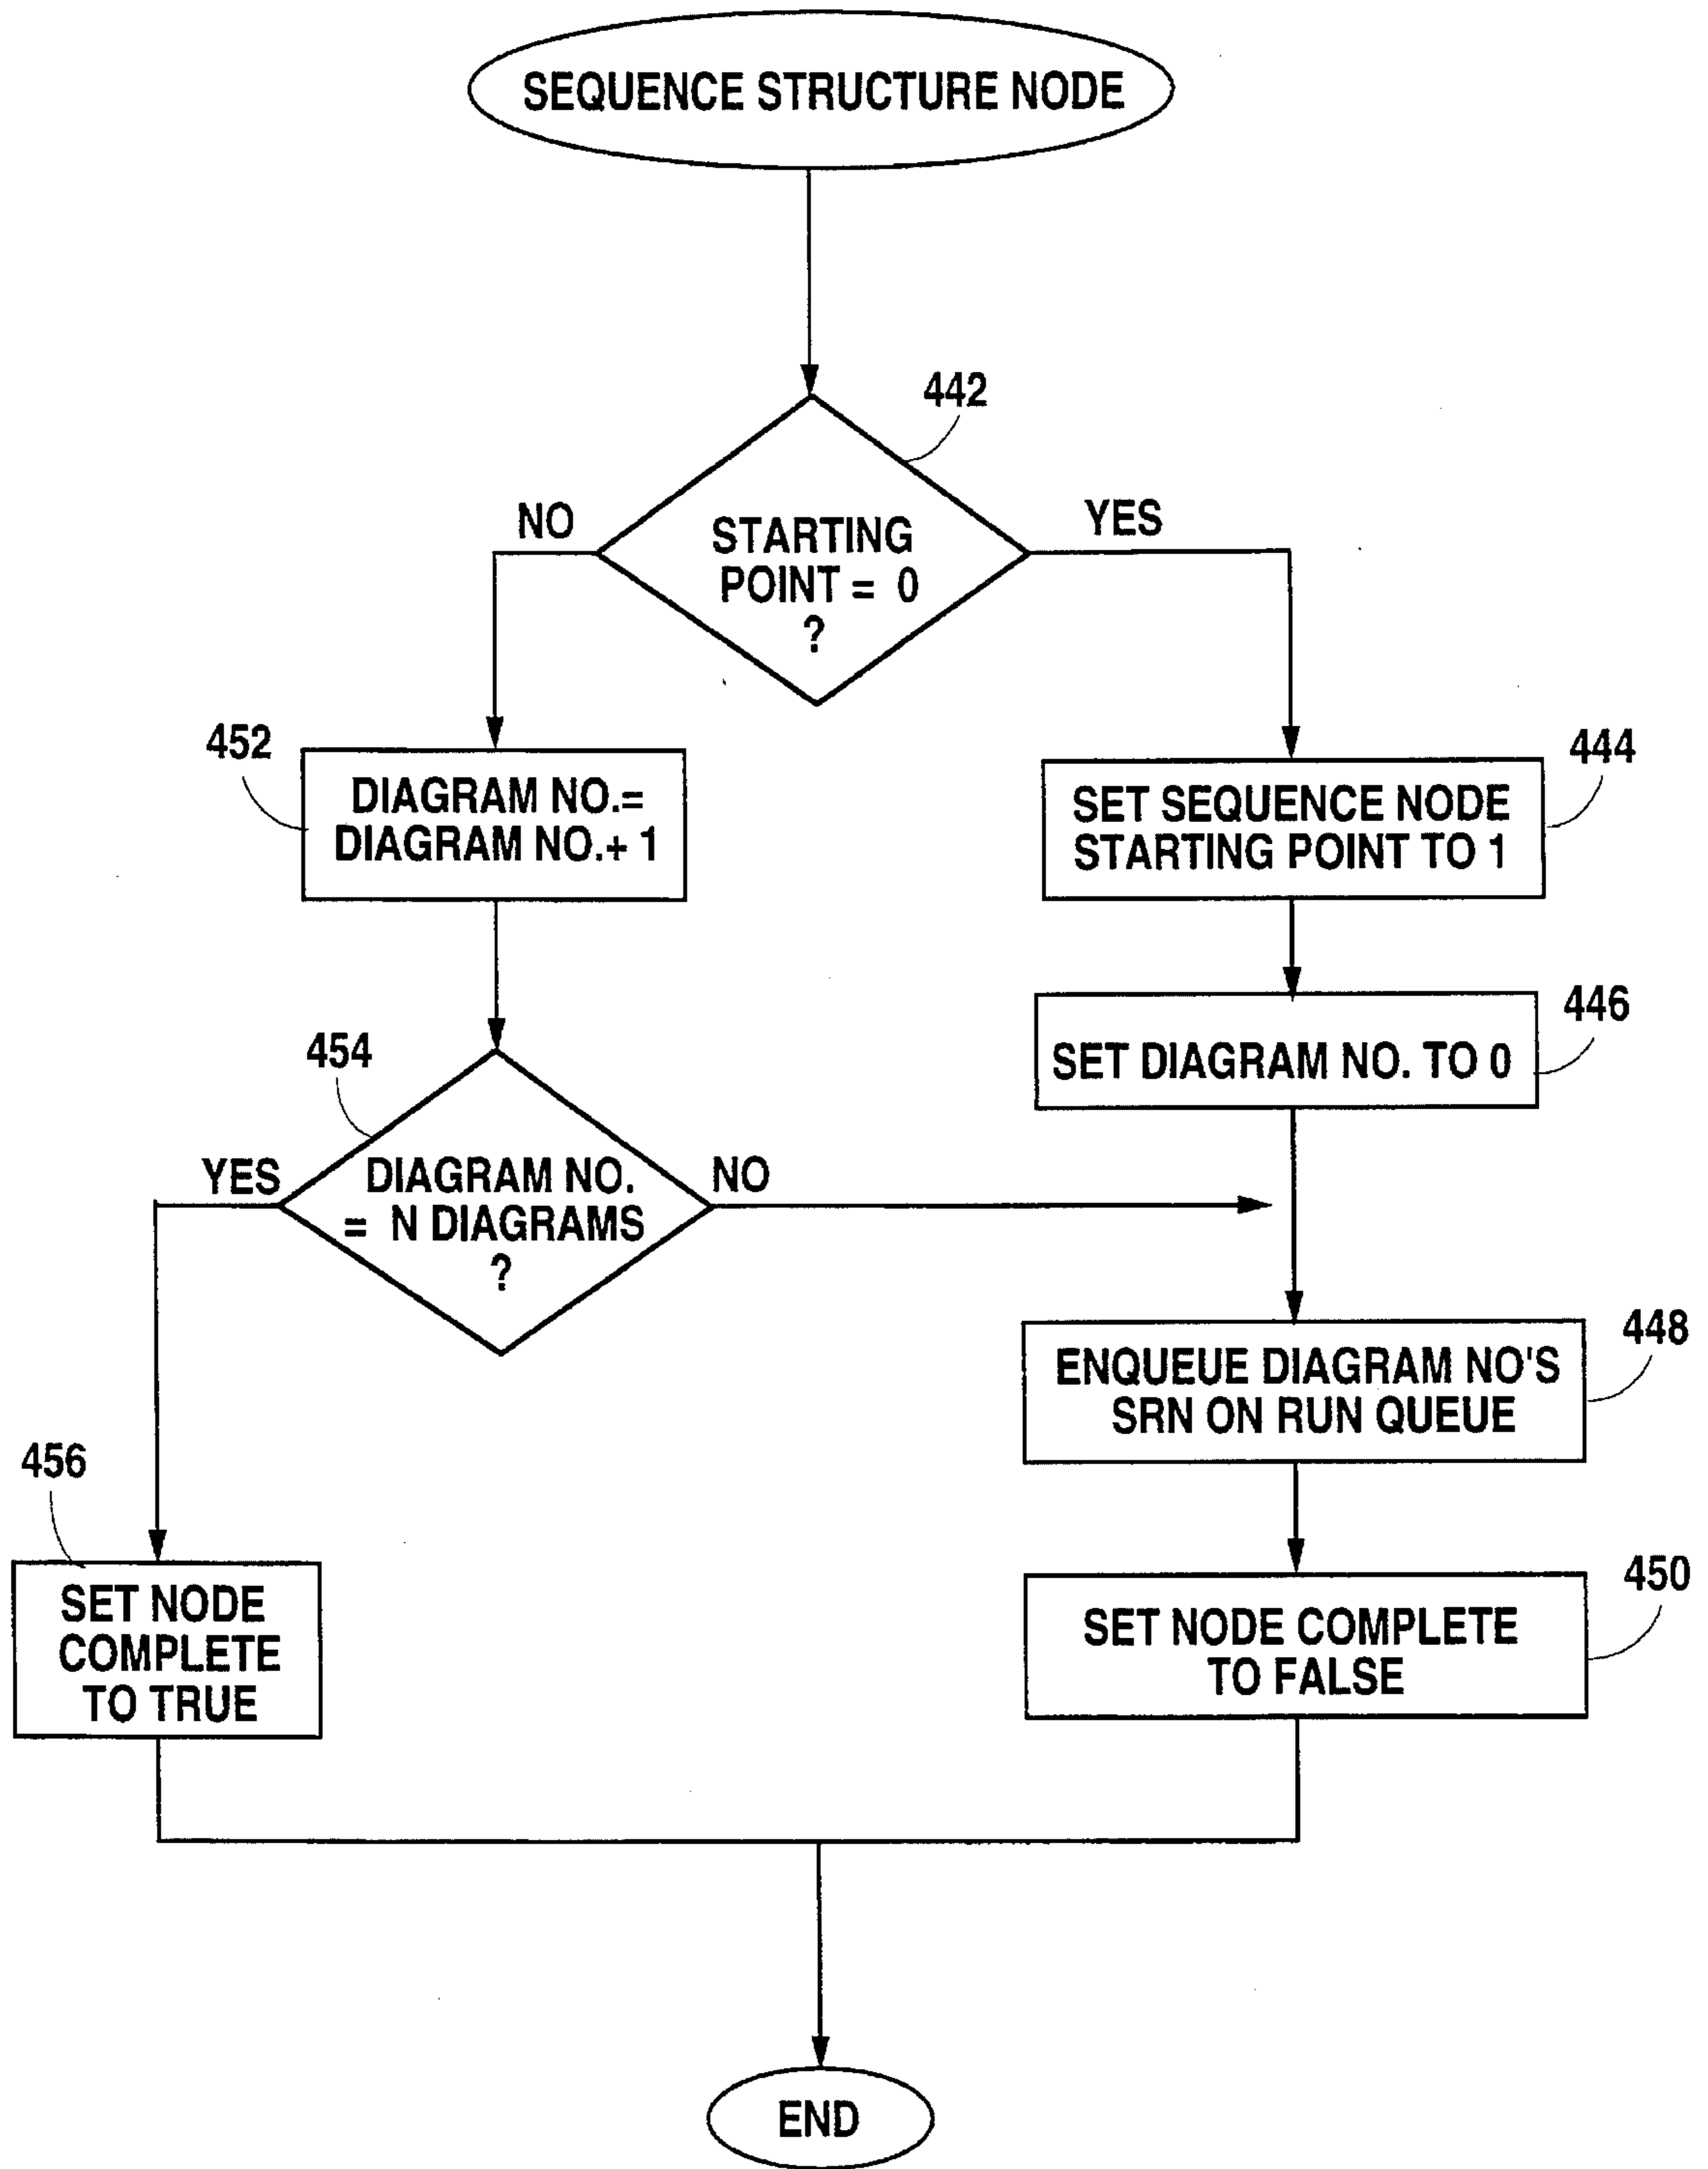 SEQUENCE STRUCTURE NODE
442
NO
YES
STARTING
POINT = 0
?
452
DIAGRAM NO.=
DIAGRAM NO.+ 1
444
SET SEQUENCE NODE
STARTING POINT TO 1
446
SET DIAGRAM NO. TO 0
454
YES
NO
DIAGRAM NO.
= N DIAGRAMS
?
448
ENQUEUE DIAGRAM NO'S
SRN ON RUN QUEUE
456
SET NODE
COMPLETE
TO TRUE
450
SET NODE COMPLETE
TO FALSE
END